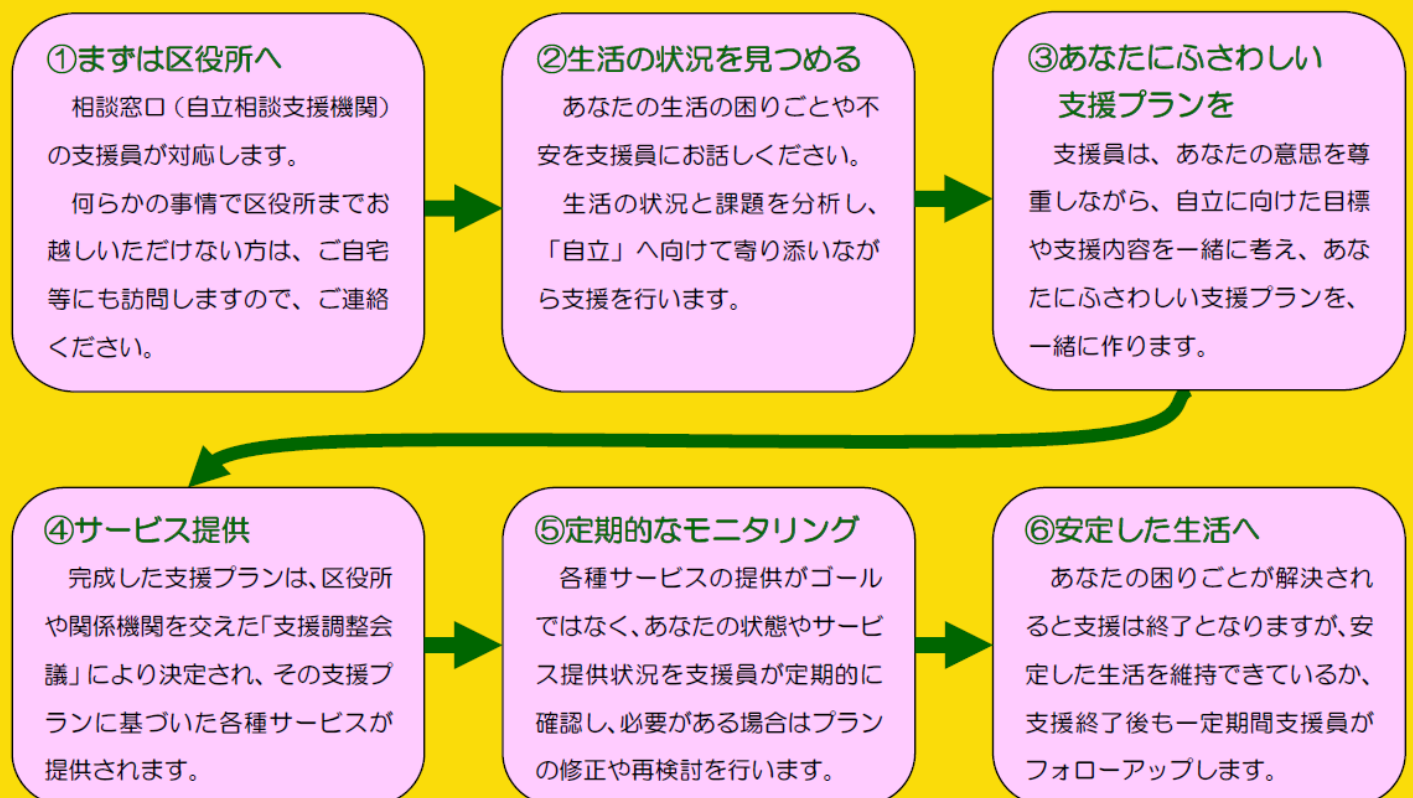 ①まずは区役所へ
相談窓口（自立相談支援機関）
の支援員が対応します。
何らかの事情で区役所までお
越しいただけない方は、ご自宅
等にも訪問しますので、ご連絡
ください。
②生活の状況を見つめる
あなたの生活の困りごとや不
安を支援員にお話しください。
生活の状況と課題を分析し、
「自立」へ向けて寄り添いなが
ら支援を行います。
③あなたにふさわしい
支援プランを
支援員は、あなたの意思を尊
重しながら、自立に向けた目標
や支援内容を一緒に考え、あな
たにふさわしい支援プランを、
一緒に作ります。
④サービス提供
完成した支援プランは、区役所
や関係機関を交えた「支援調整会
議」により決定され、その支援プ
ランに基づいた各種サービスが
提供されます。
⑤定期的なモニタリング
各種サービスの提供がゴール
ではなく、あなたの状態やサービ
ス提供状況を支援員が定期的に
確認し、必要がある場合はプラン
の修正や再検討を行います。
⑥安定した生活へ
あなたの困りごとが解決され
ると支援は終了となりますが、安
定した生活を維持できているか、
支援終了後も一定期間支援員が
フォローアップします。